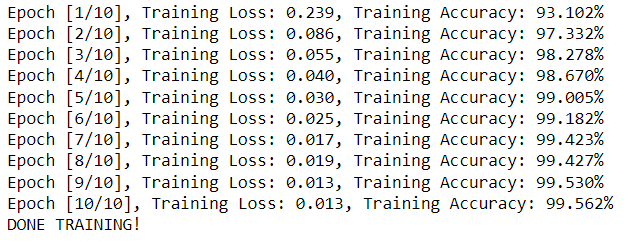 Epoch [1/10], Training Loss: 0.239, Training Accuracy: 93.102%
Epoch [2/10], Training Loss: 0.086, Training Accuracy: 97.332%
Epoch [3/10], Training Loss: 0.055, Training Accuracy: 98.278%
Epoch [4/10], Training Loss: 0.040, Training Accuracy: 98.670%
Epoch [5/10], Training Loss: 0.030, Training Accuracy: 99.005%
Epoch [6/10], Training Loss: 0.025, Training Accuracy: 99.182%
Epoch [7/10], Training Loss: 0.017, Training Accuracy: 99.423%
Epoch [8/10], Training Loss: 0.019, Training Accuracy: 99.427%
Epoch [9/10], Training Loss: 0.013, Training Accuracy: 99.530%
Epoch [10/10], Training Loss: 0.013, Training Accuracy: 99.562%
DONE TRAINING!